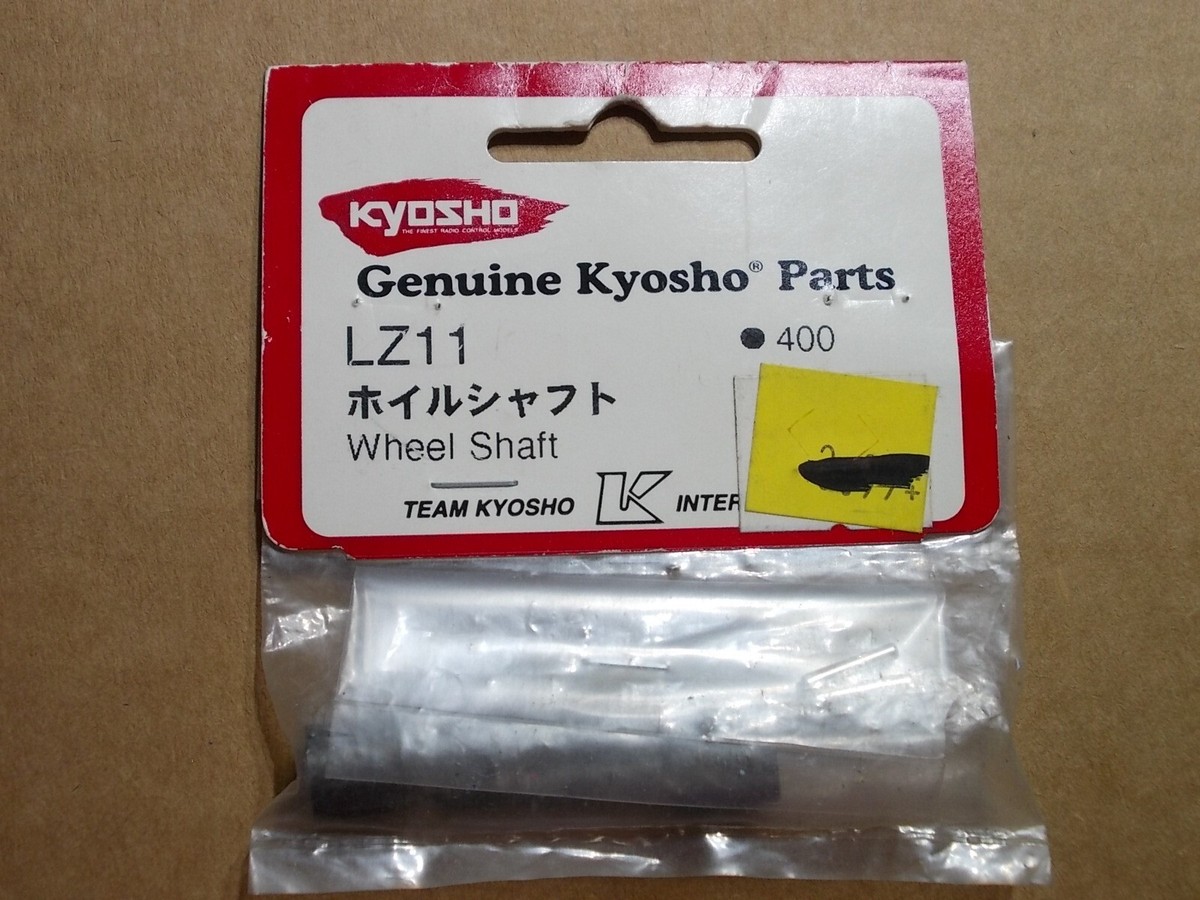 KYOSHO
THE FINEST RADIO CONTROL MODELS
Genuine Kyosho® Parts
LZ11 ● 400
ホイルシャフト
Wheel Shaft
TEAM KYOSHO K INTER